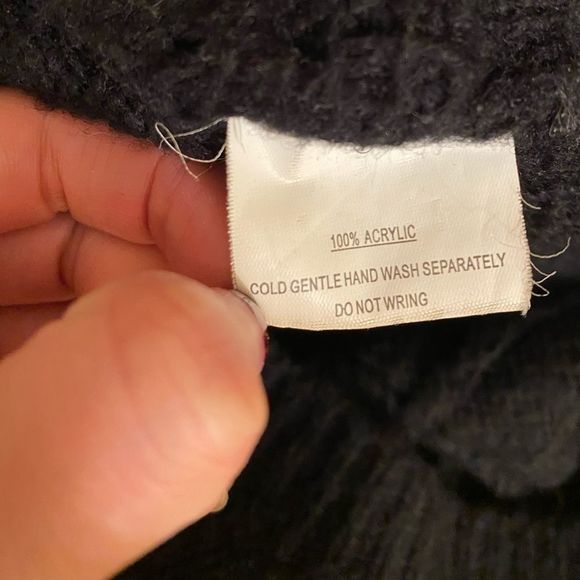 100% ACRYLIC
COLD GENTLE HAND WASH SEPARATELY
DO NOT WRING